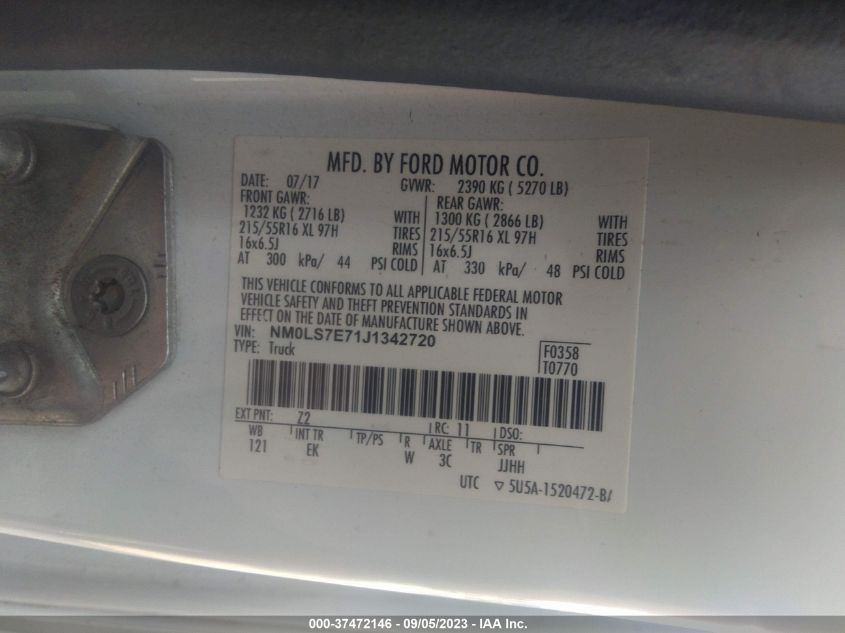 MFD. BY FORD MOTOR CO.
DATE: 07/17 GVWR: 2390 KG ( 5270 LB)
FRONT GAWR: REAR GAWR:
1232 KG ( 2716 LB) WITH 1300 KG ( 2866 LB) WITH
215/55R16 XL 97H TIRES 215/55R16 XL 97H TIRES
16x6.5J RIMS 16x6.5J RIMS
AT 300 kPa/ 44 PSI COLD AT 330 kPa/ 48 PSI COLD
THIS VEHICLE CONFORMS TO ALL APPLICABLE FEDERAL MOTOR
VEHICLE SAFETY AND THEFT PREVENTION STANDARDS IN
EFFECT ON THE DATE OF MANUFACTURE SHOWN ABOVE.
VIN: NM0LS7E71J1342720
TYPE: Truck F0358
T0770
EXT PNT: Z2 RC: 11 DSO:
WB INT TR TP/PS R AXLE TR SPR
121 EK W 3C JJHH
UTC ▽ 5U5A-1520472-BA
000-37472146 - 09/05/2023 - IAA Inc.